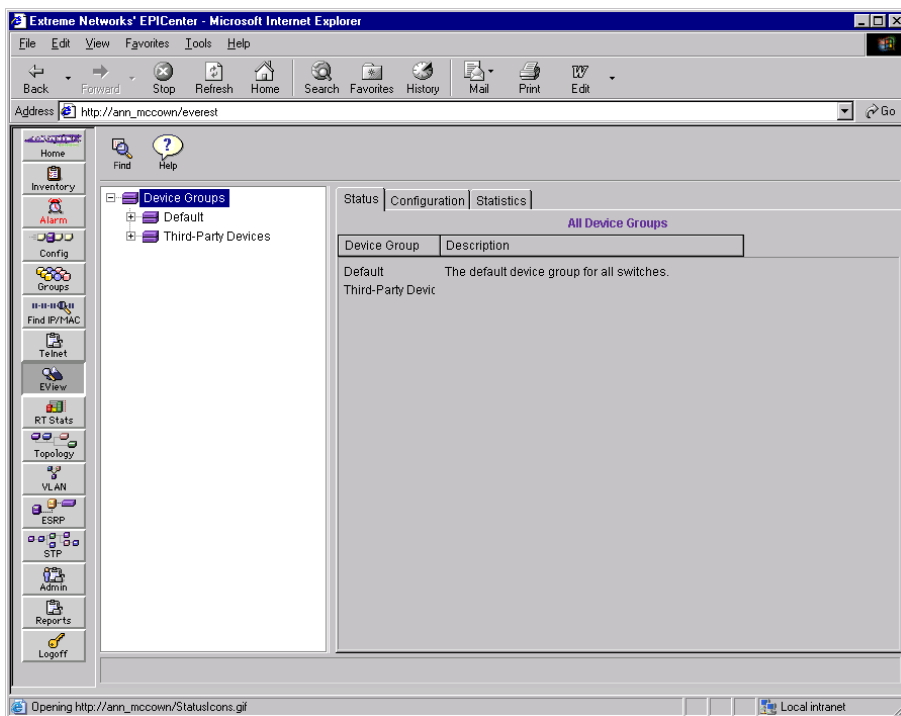 Extreme Networks' EPICenter - Microsoft Internet Explorer
File Edit View Favorites Tools Help
Back Forward Stop Refresh Home Search Favorites History Mail Print Edit
Address http://ann_mccown/everest Go
Home
Inventory
Alarm
Config
Groups
Find IP/MAC
Telnet
EView
RT Stats
Topology
VLAN
ESRP
STP
Admin
Reports
Logoff
Find Help
Device Groups
Default
Third-Party Devices
Status Configuration Statistics
All Device Groups
Device Group Description
Default The default device group for all switches.
Third-Party Devic
Opening http://ann_mccown/StatusIcons.gif Local intranet